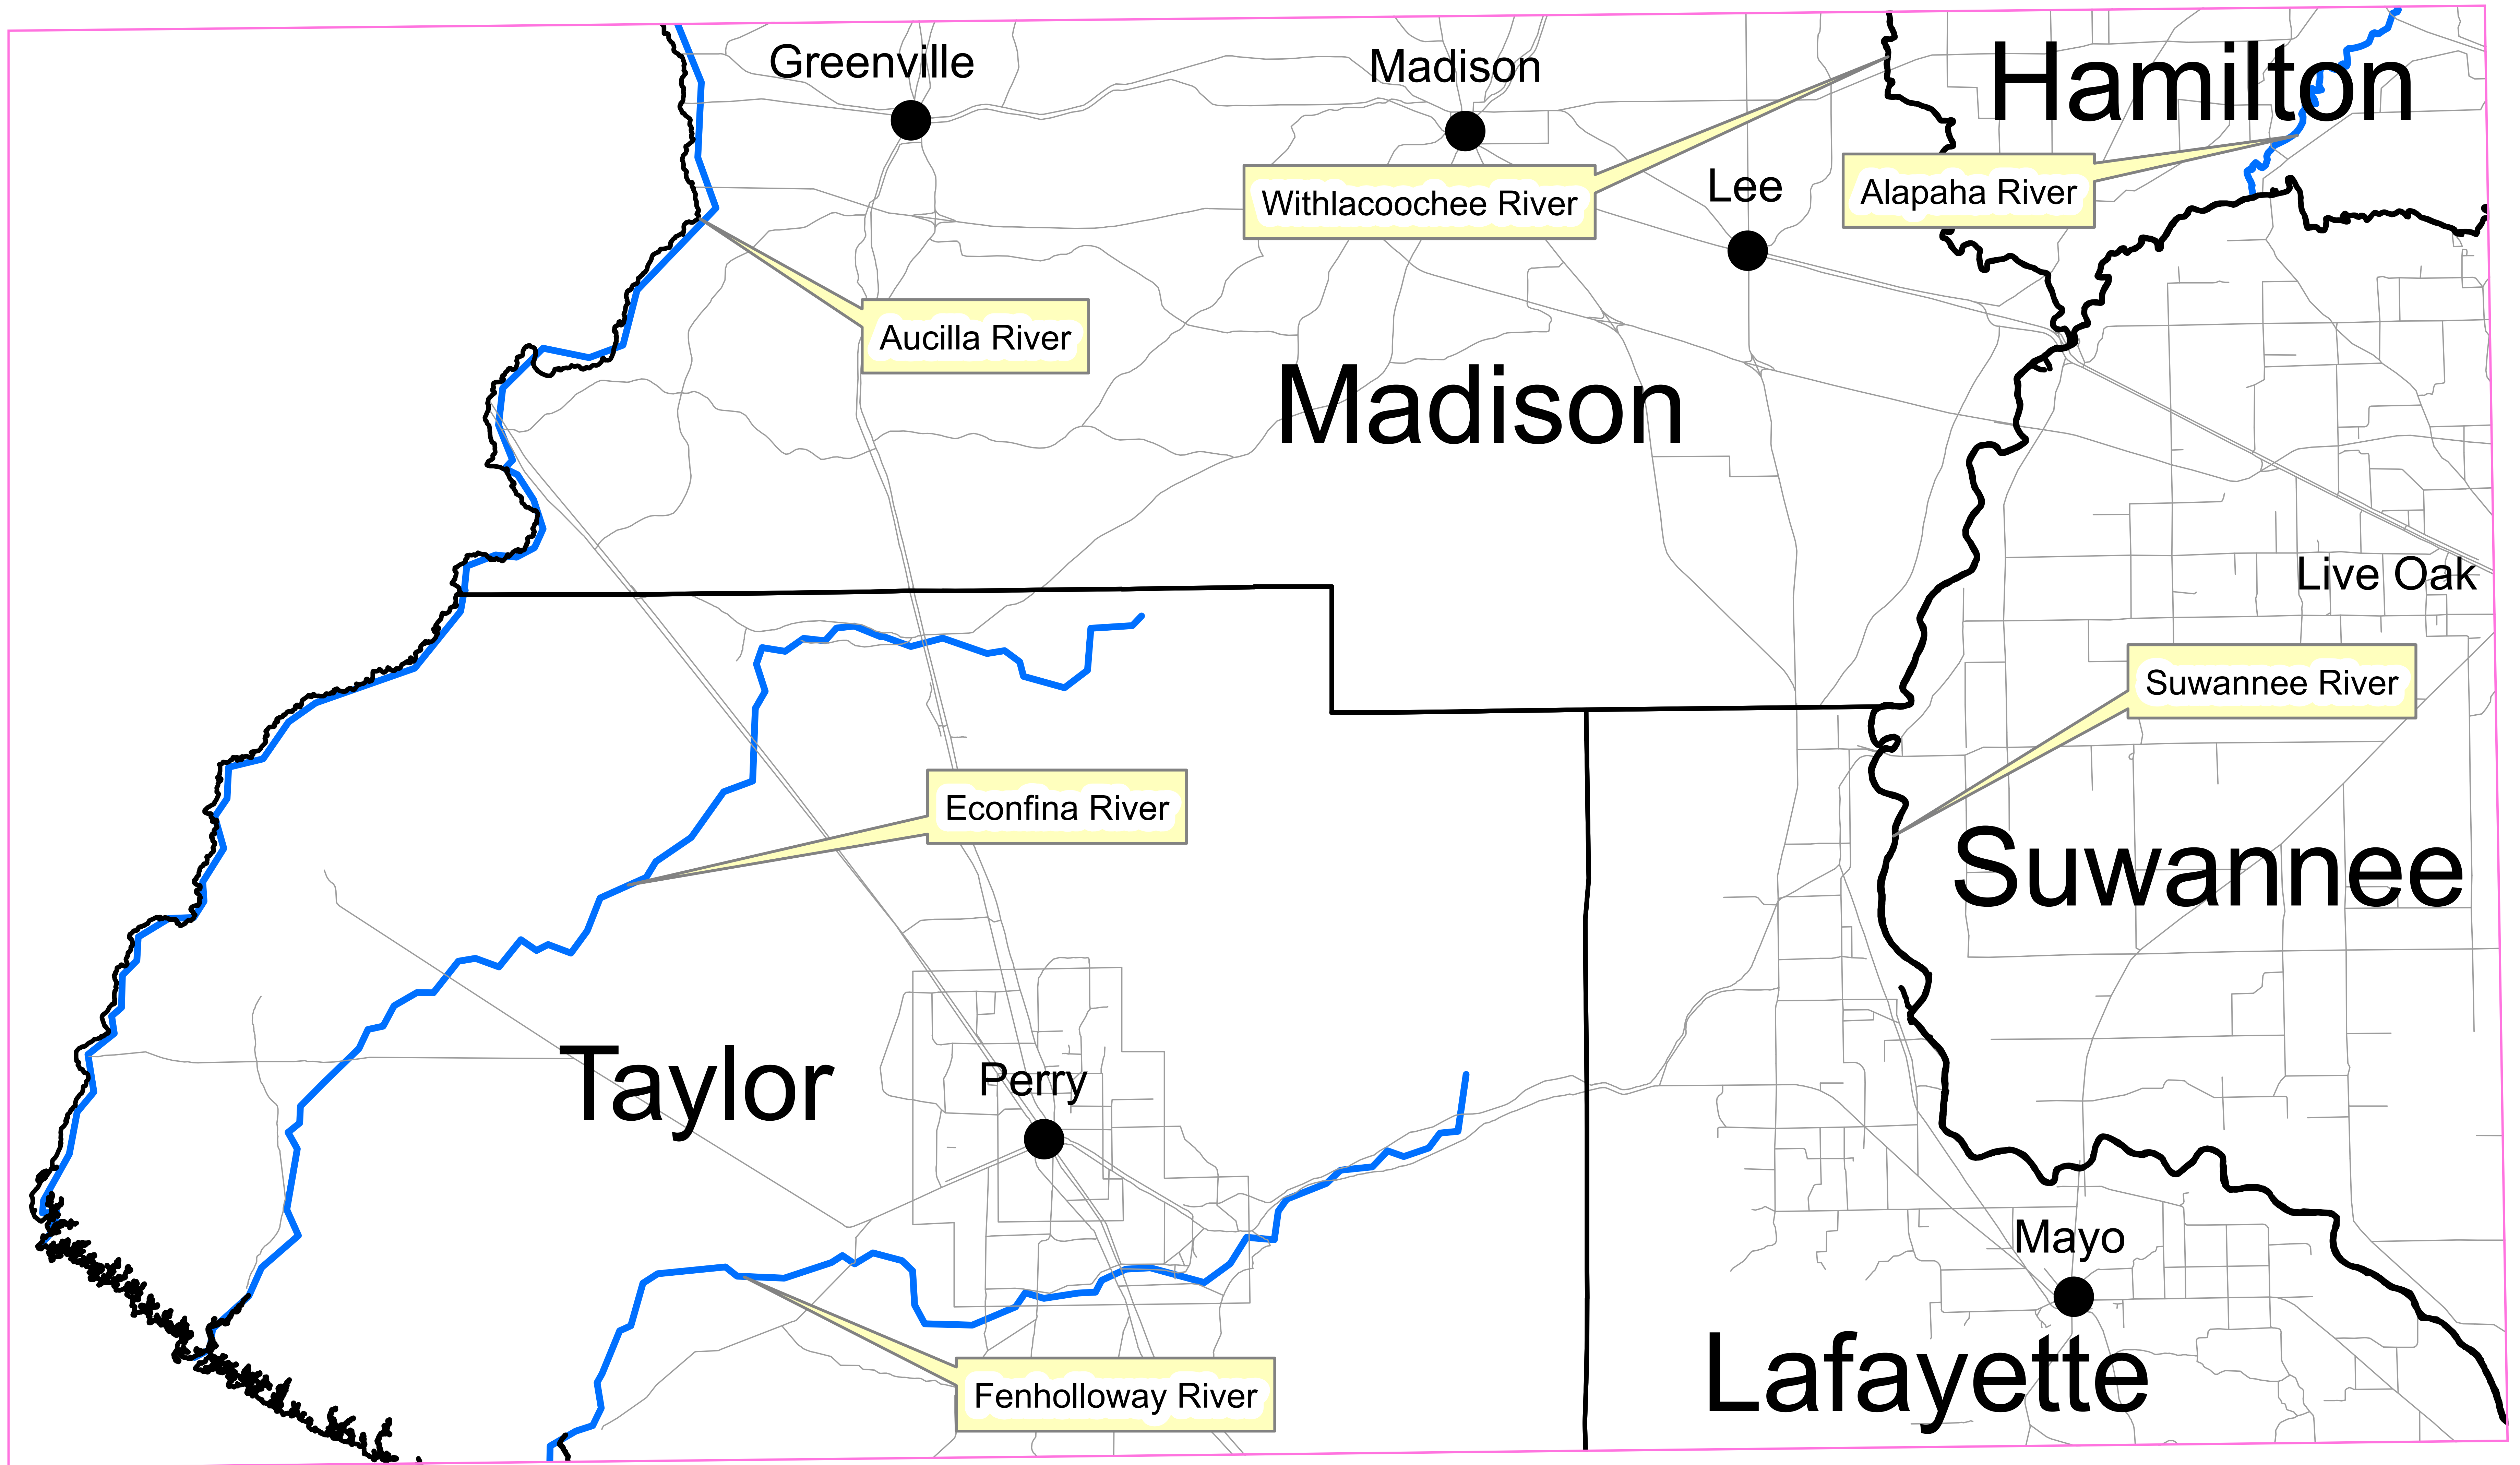 Greenville
Madison
Hamilton
Withlacoochee River
Lee
Alapaha River
Aucilla River
Madison
Live Oak
Suwannee River
Econfina River
Suwannee
Taylor
Perry
Mayo
Lafayette
Fenholloway River